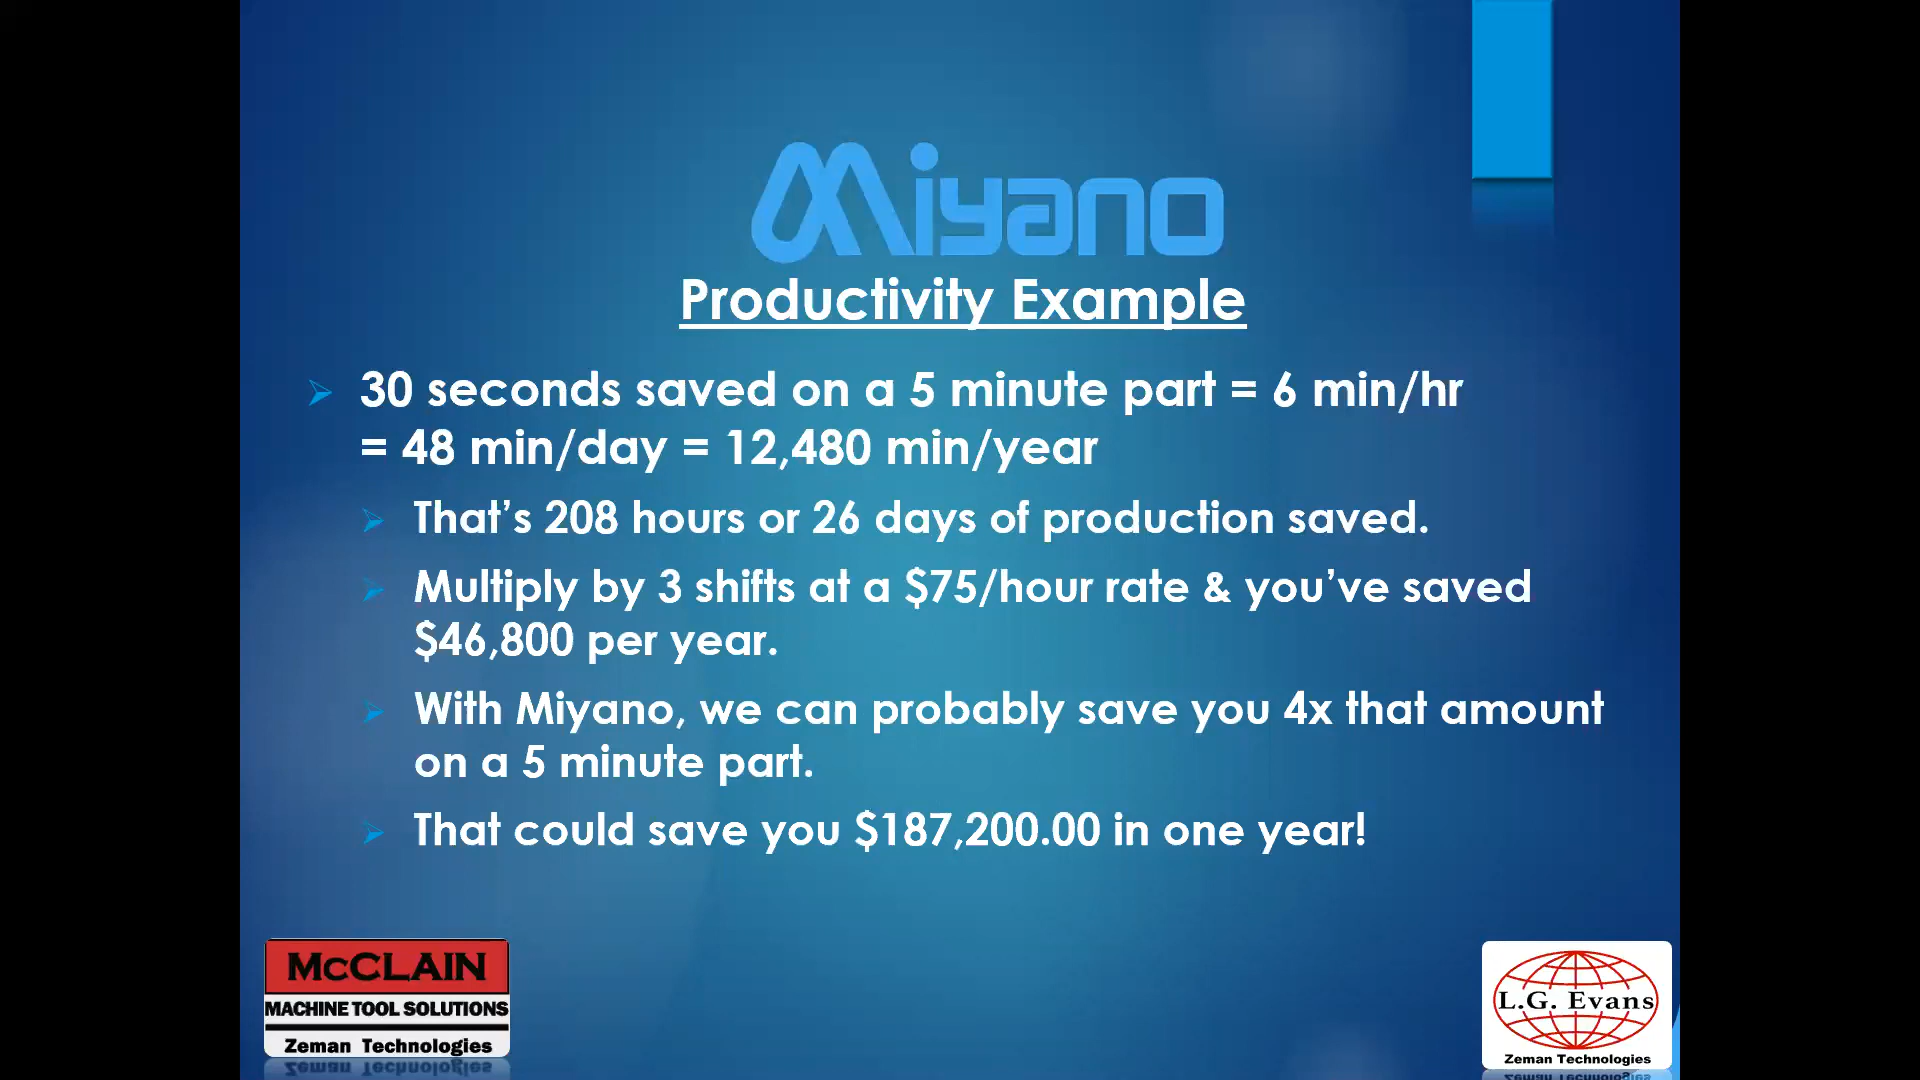 Miyano
Productivity Example
30 seconds saved on a 5 minute part = 6 min/hr
= 48 min/day = 12,480 min/year
That’s 208 hours or 26 days of production saved.
Multiply by 3 shifts at a $75/hour rate & you’ve saved
$46,800 per year.
With Miyano, we can probably save you 4x that amount
on a 5 minute part.
That could save you $187,200.00 in one year!
McCLAIN
MACHINE TOOL SOLUTIONS
Zeman Technologies
L.G. Evans
Zeman Technologies